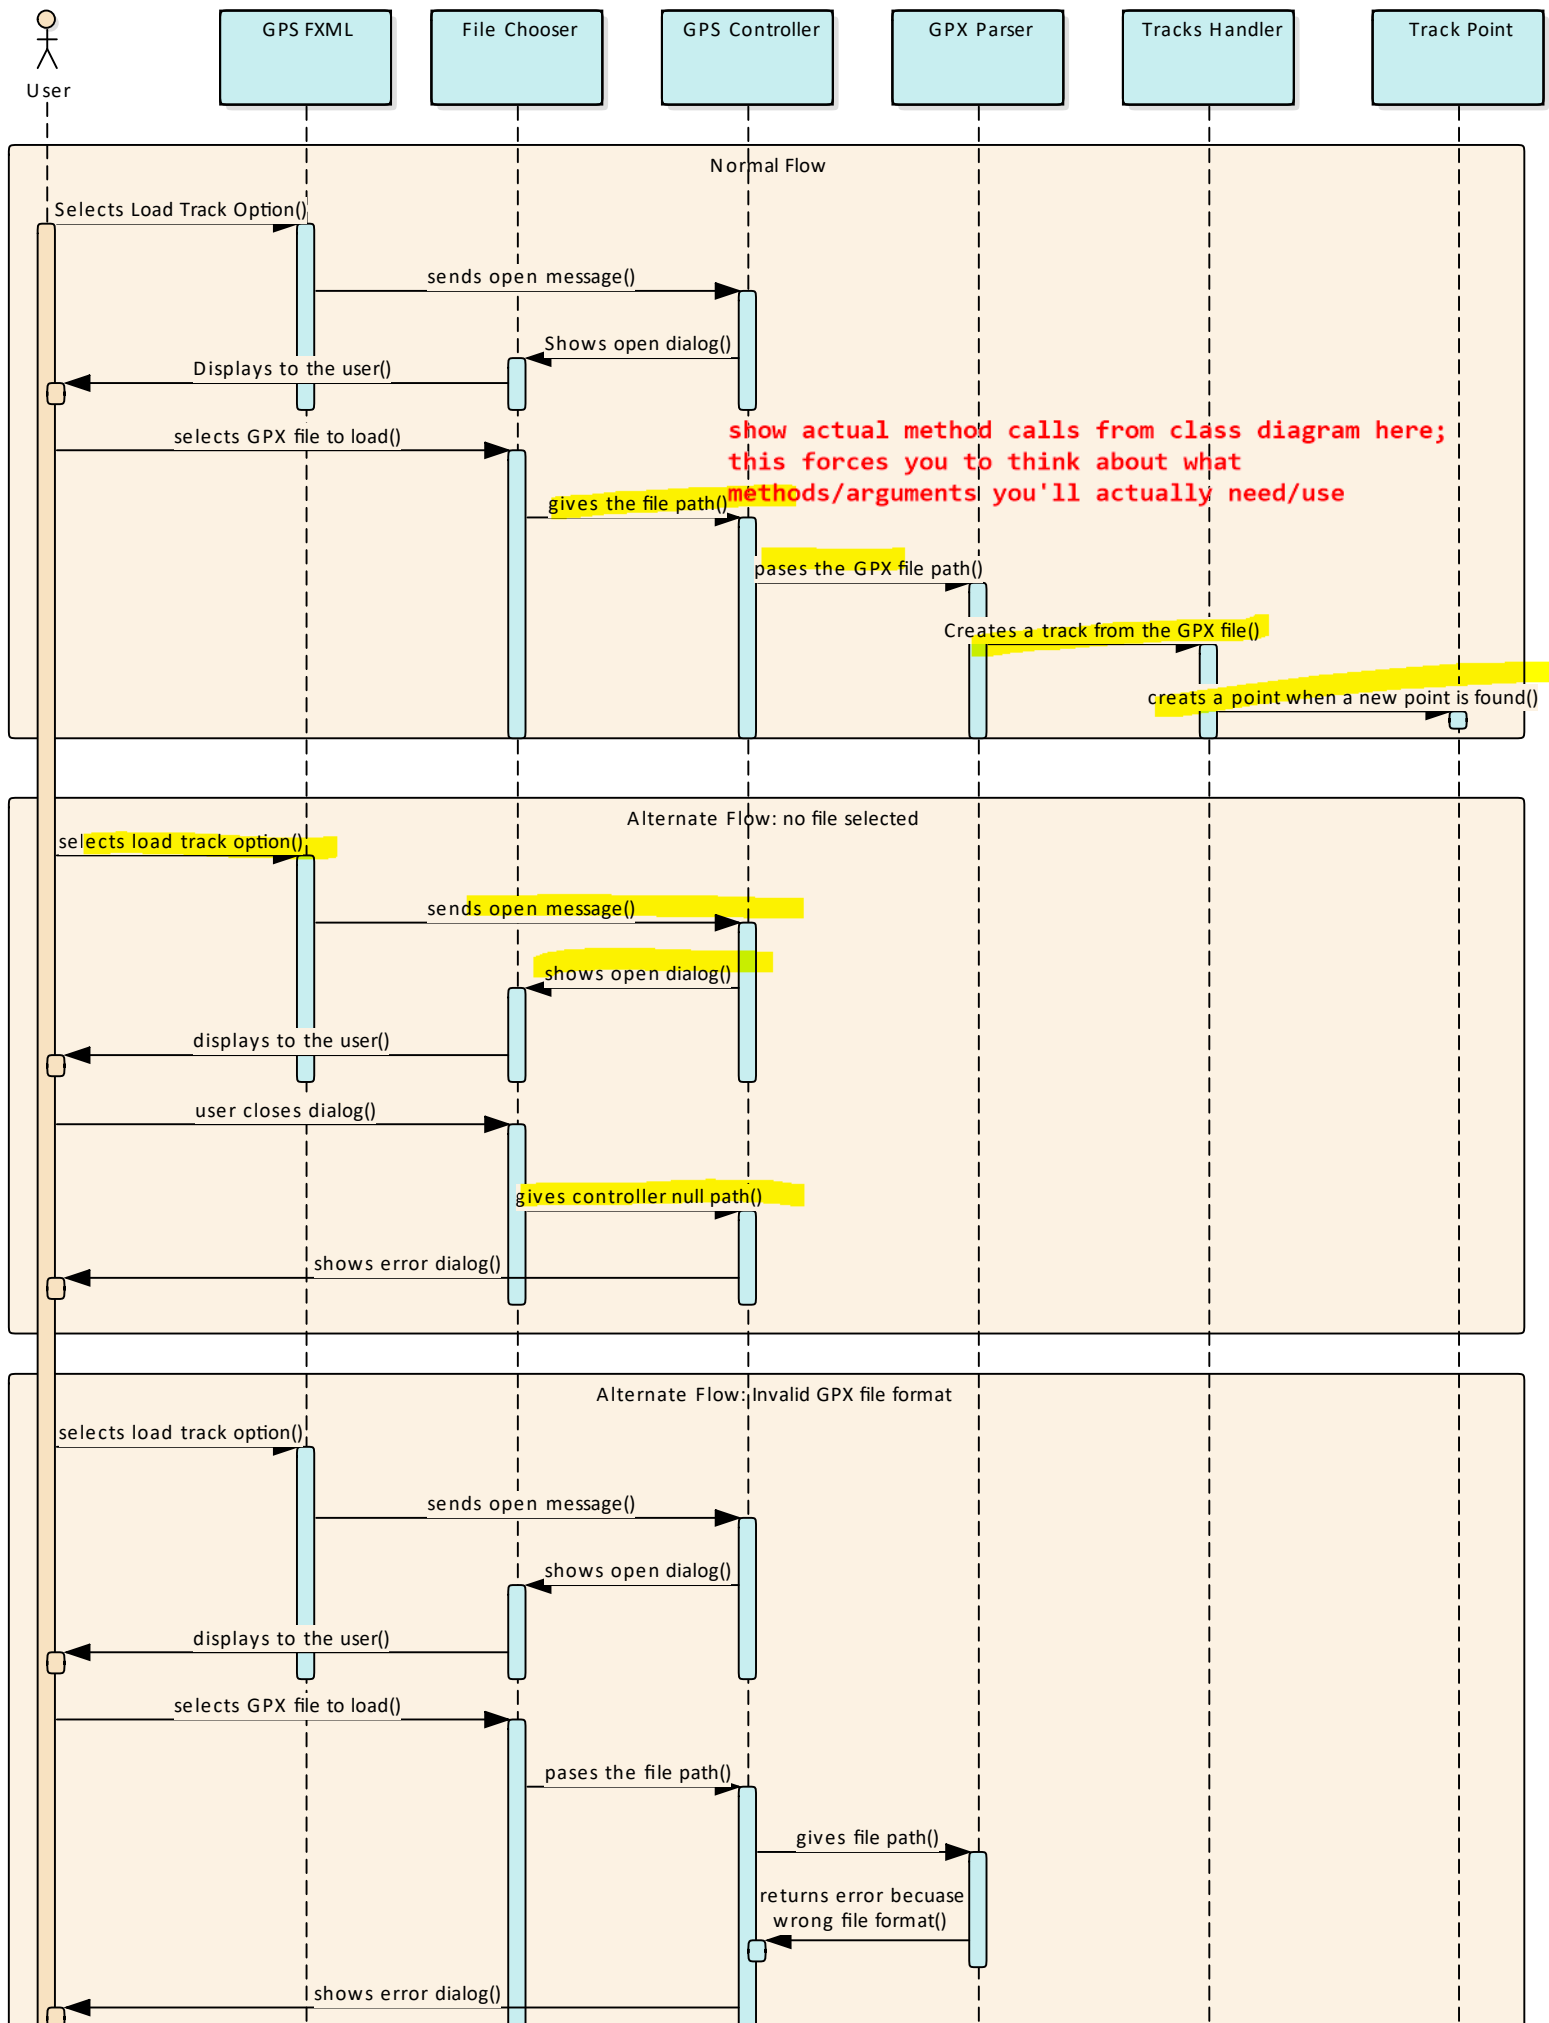 User
GPS FXML
File Chooser
GPS Controller
GPX Parser
Tracks Handler
Track Point
Normal Flow
Selects Load Track Option()
sends open message()
Shows open dialog()
Displays to the user()
selects GPX file to load()
show actual method calls from class diagram here;
this forces you to think about what
methods/arguments you'll actually need/use
gives the file path()
pases the GPX file path()
Creates a track from the GPX file()
creats a point when a new point is found()
Alternate Flow: no file selected
selects load track option()
sends open message()
shows open dialog()
displays to the user()
user closes dialog()
gives controller null path()
shows error dialog()
Alternate Flow: Invalid GPX file format
selects load track option()
sends open message()
shows open dialog()
displays to the user()
selects GPX file to load()
pases the file path()
gives file path()
returns error becuase
wrong file format()
shows error dialog()